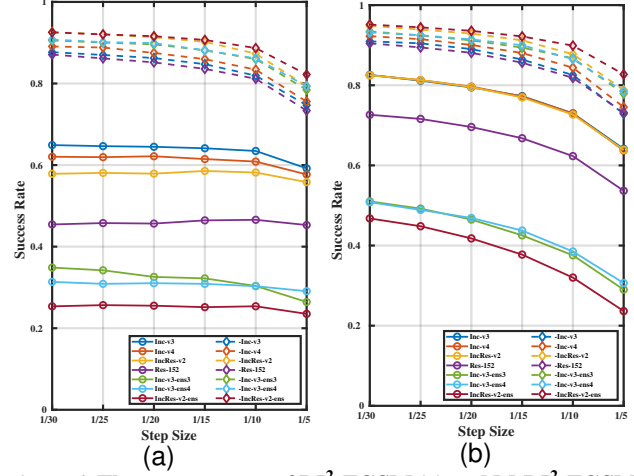 1
0.8
0.6
0.4
0.2
0
Success Rate
1/30 1/25 1/20 1/15 1/10 1/5
Step Size
Inc-v3 -Inc-v3
Inc-v4 -Inc-v4
IncRes-v2 -IncRes-v2
Res-152 -Res-152
Inc-v3-ens3 -Inc-v3-ens3
Inc-v3-ens4 -Inc-v3-ens4
IncRes-v2-ens -IncRes-v2-ens
(a)
1
0.8
0.6
0.4
0.2
0
Success Rate
1/30 1/25 1/20 1/15 1/10 1/5
Step Size
Inc-v3 -Inc-v3
Inc-v4 -Inc-v4
IncRes-v2 -IncRes-v2
Res-152 -Res-152
Inc-v3-ens3 -Inc-v3-ens3
Inc-v3-ens4 -Inc-v3-ens4
IncRes-v2-ens -IncRes-v2-ens
(b)